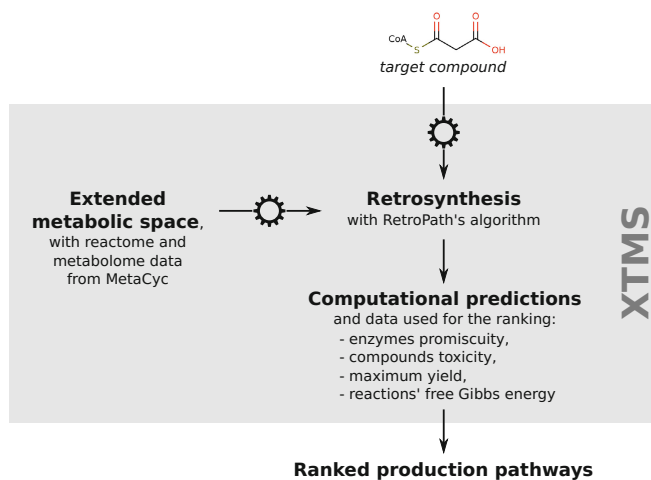 O
O
CoA
S
OH
target compound
Extended
metabolic space,
with reactome and
metabolome data
from MetaCyc
Retrosynthesis
with RetroPath's algorithm
XTMS
Computational predictions
and data used for the ranking:
- enzymes promiscuity,
- compounds toxicity,
- maximum yield,
- reactions' free Gibbs energy
Ranked production pathways